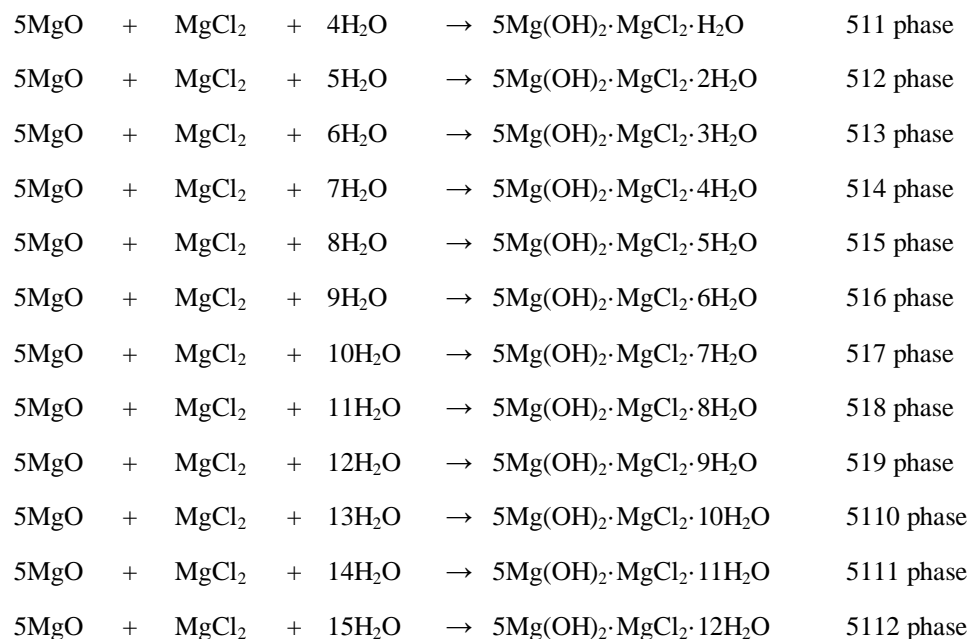 5MgO + MgCl₂ + 4H₂O → 5Mg(OH)₂·MgCl₂·H₂O 511 phase
5MgO + MgCl₂ + 5H₂O → 5Mg(OH)₂·MgCl₂·2H₂O 512 phase
5MgO + MgCl₂ + 6H₂O → 5Mg(OH)₂·MgCl₂·3H₂O 513 phase
5MgO + MgCl₂ + 7H₂O → 5Mg(OH)₂·MgCl₂·4H₂O 514 phase
5MgO + MgCl₂ + 8H₂O → 5Mg(OH)₂·MgCl₂·5H₂O 515 phase
5MgO + MgCl₂ + 9H₂O → 5Mg(OH)₂·MgCl₂·6H₂O 516 phase
5MgO + MgCl₂ + 10H₂O → 5Mg(OH)₂·MgCl₂·7H₂O 517 phase
5MgO + MgCl₂ + 11H₂O → 5Mg(OH)₂·MgCl₂·8H₂O 518 phase
5MgO + MgCl₂ + 12H₂O → 5Mg(OH)₂·MgCl₂·9H₂O 519 phase
5MgO + MgCl₂ + 13H₂O → 5Mg(OH)₂·MgCl₂·10H₂O 5110 phase
5MgO + MgCl₂ + 14H₂O → 5Mg(OH)₂·MgCl₂·11H₂O 5111 phase
5MgO + MgCl₂ + 15H₂O → 5Mg(OH)₂·MgCl₂·12H₂O 5112 phase